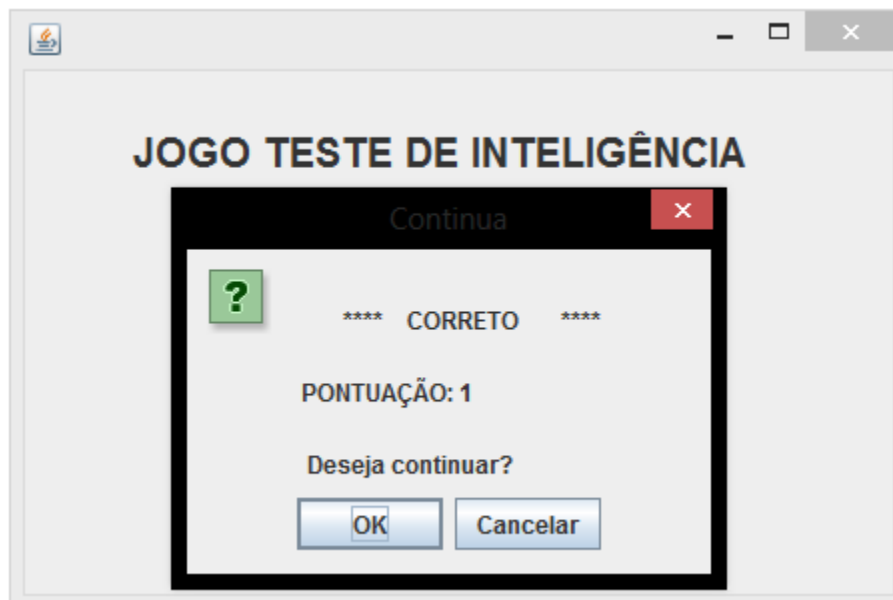 JOGO TESTE DE INTELIGÊNCIA
Continua
?
**** CORRETO ****
PONTUAÇÃO: 1
Deseja continuar?
OK Cancelar